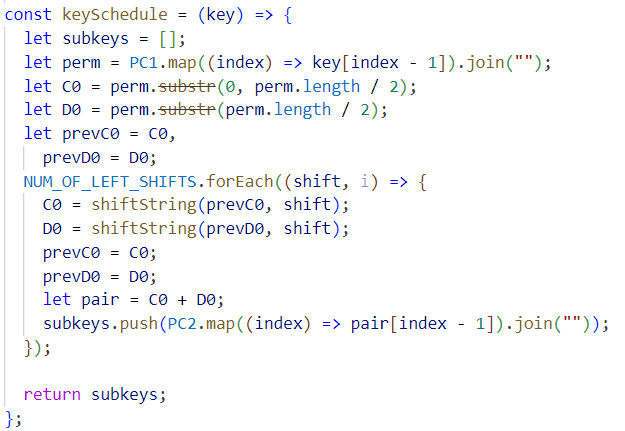 const keySchedule = (key) => {
  let subkeys = [];
  let perm = PC1.map((index) => key[index - 1]).join("");
  let C0 = perm.substr(0, perm.length / 2);
  let D0 = perm.substr(perm.length / 2);
  let prevC0 = C0,
    prevD0 = D0;
  NUM_OF_LEFT_SHIFTS.forEach((shift, i) => {
    C0 = shiftString(prevC0, shift);
    D0 = shiftString(prevD0, shift);
    prevC0 = C0;
    prevD0 = D0;
    let pair = C0 + D0;
    subkeys.push(PC2.map((index) => pair[index - 1]).join(""));
  });

  return subkeys;
};